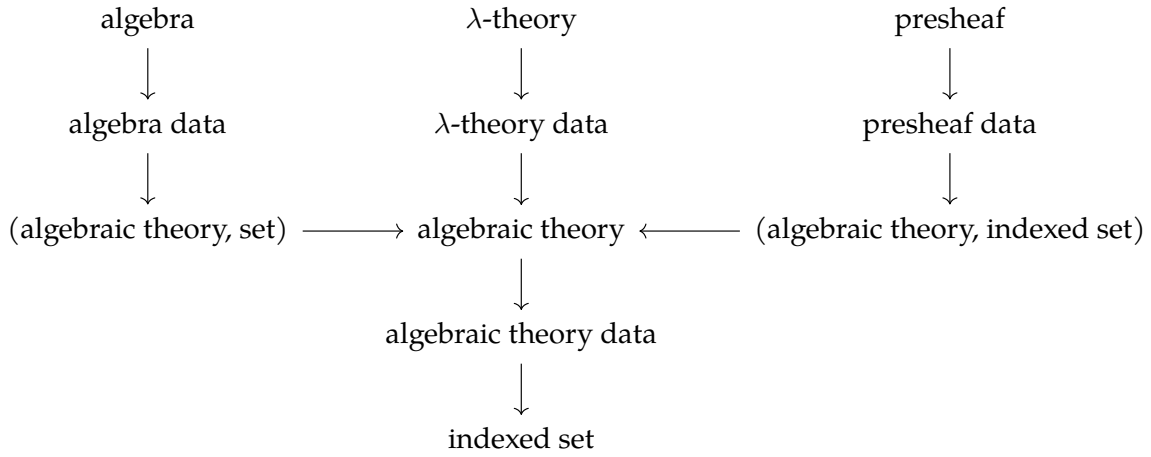 algebra λ-theory presheaf
algebra data λ-theory data presheaf data
(algebraic theory, set) algebraic theory (algebraic theory, indexed set)
algebraic theory data
indexed set